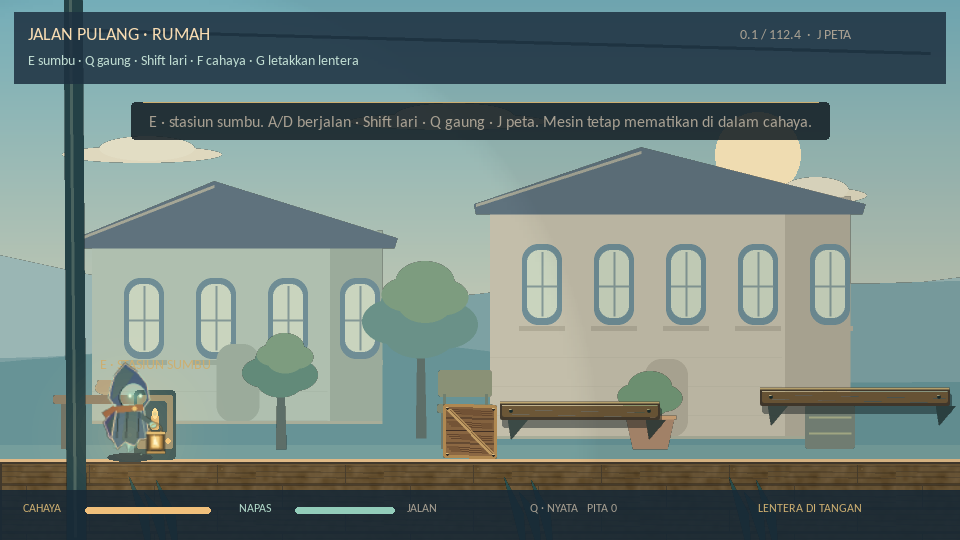 JALAN PULANG · RUMAH
0.1 / 112.4 · J PETA
E sumbu · Q gaung · Shift lari · F cahaya · G letakkan lentera
E · stasiun sumbu. A/D berjalan · Shift lari · Q gaung · J peta. Mesin tetap mematikan di dalam cahaya.
CAHAYA
NAPAS
JALAN
Q · NYATA PITA 0
LENTERA DI TANGAN